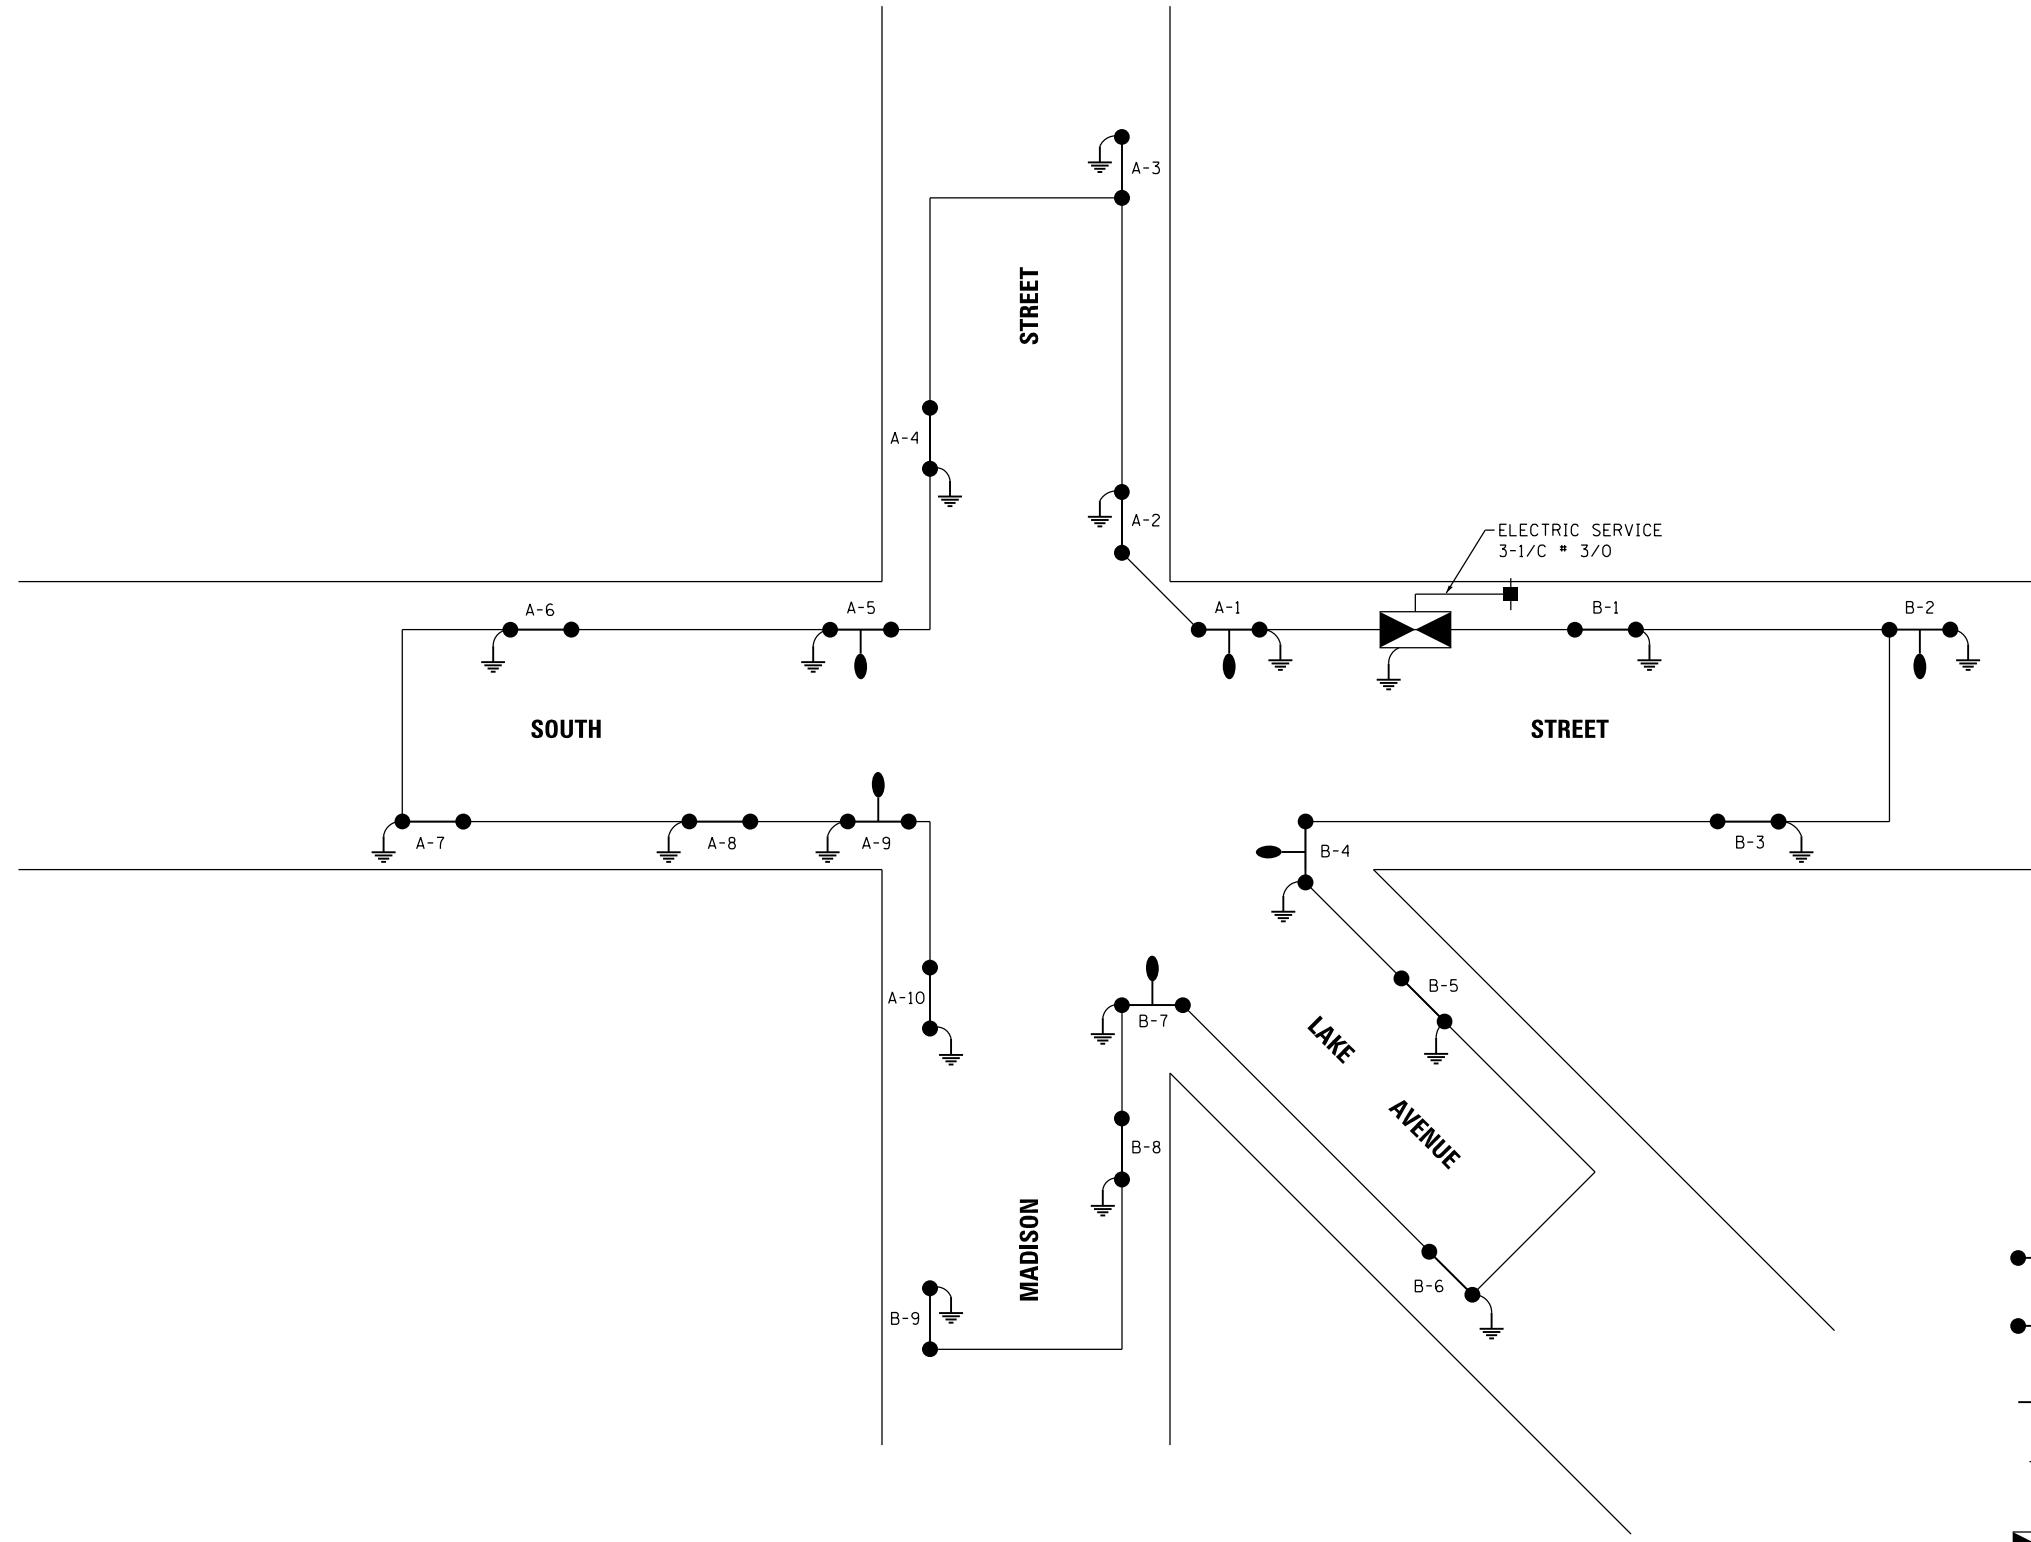 A-3
STREET
A-4
A-2
ELECTRIC SERVICE
3-1/C # 3/0
A-6
A-5
A-1
B-1
B-2
SOUTH
STREET
A-7
A-8
A-9
B-4
B-3
A-10
B-7
B-5
LAKE
AVENUE
B-8
MADISON
B-9
B-6